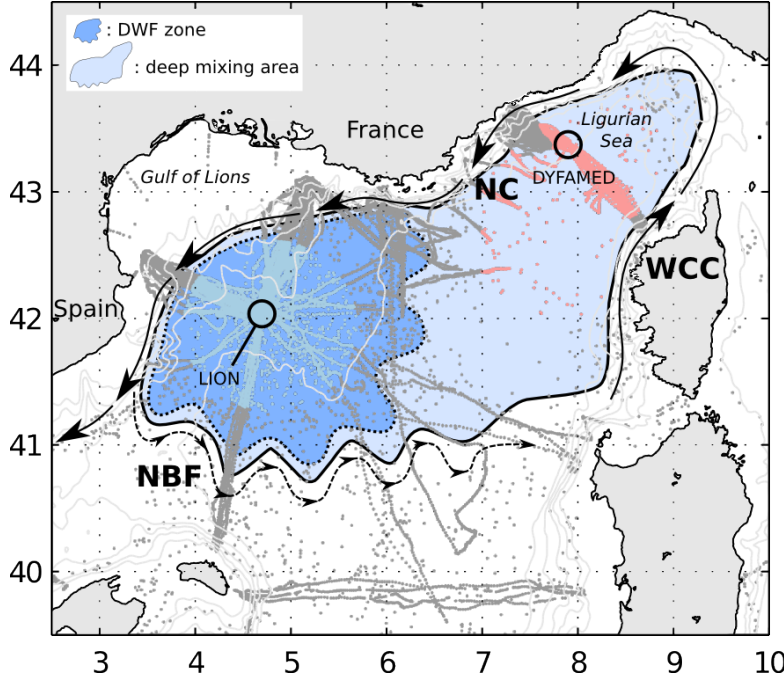 : DWF zone
: deep mixing area
44
43
42
41
40
France
Ligurian
Sea
Gulf of Lions
NC
DYFAMED
WCC
Spain
LION
NBF
3
4
5
6
7
8
9
10